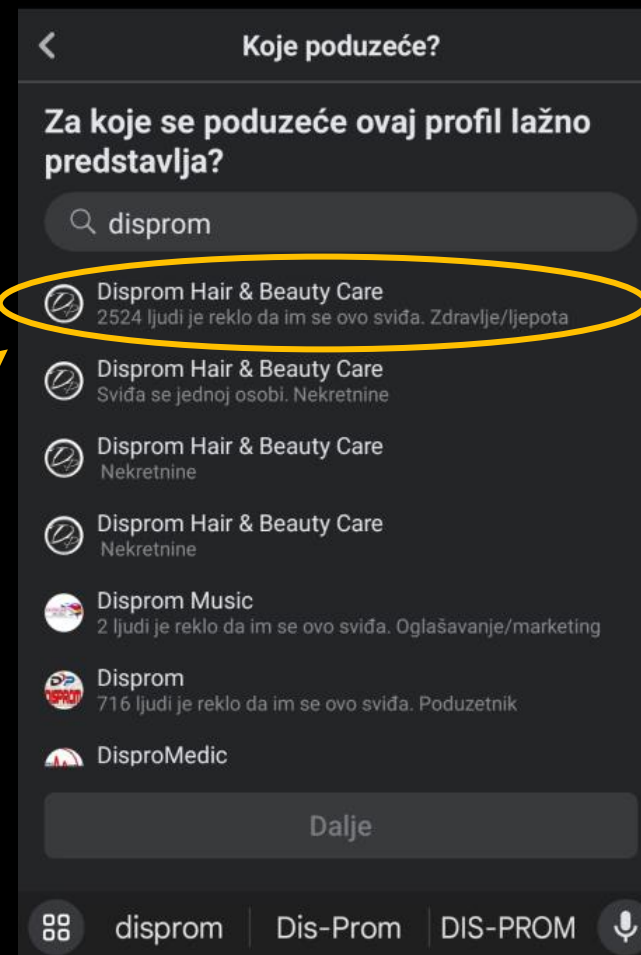 Koje poduzeće?
Za koje se poduzeće ovaj profil lažno
predstavlja?
disprom
Disprom Hair & Beauty Care
2524 ljudi je reklo da im se ovo sviđa. Zdravlje/ljepota
Disprom Hair & Beauty Care
Sviđa se jednoj osobi. Nekretnine
Disprom Hair & Beauty Care
Nekretnine
Disprom Hair & Beauty Care
Nekretnine
Disprom Music
2 ljudi je reklo da im se ovo sviđa. Oglašavanje/marketing
Disprom
716 ljudi je reklo da im se ovo sviđa. Poduzetnik
DisproMedic
Dalje
disprom Dis-Prom DIS-PROM